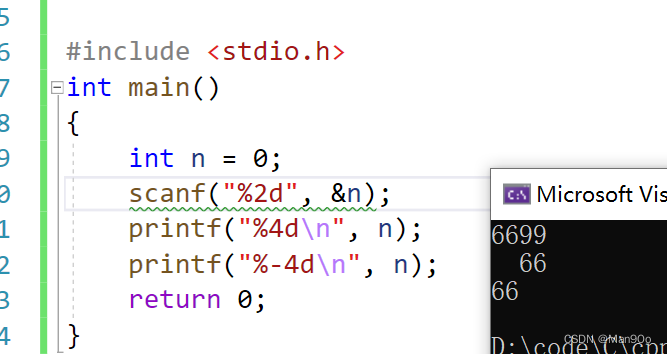 5
6 #include <stdio.h>
7 int main()
8 {
9 int n = 0;
0 scanf("%2d", &n);
1 printf("%4d\n", n);
2 printf("%-4d\n", n);
3 return 0;
4 }
C:\ Microsoft Vis
6699
66
66
D:\code\C\cpr
CSDN @Man9Oo